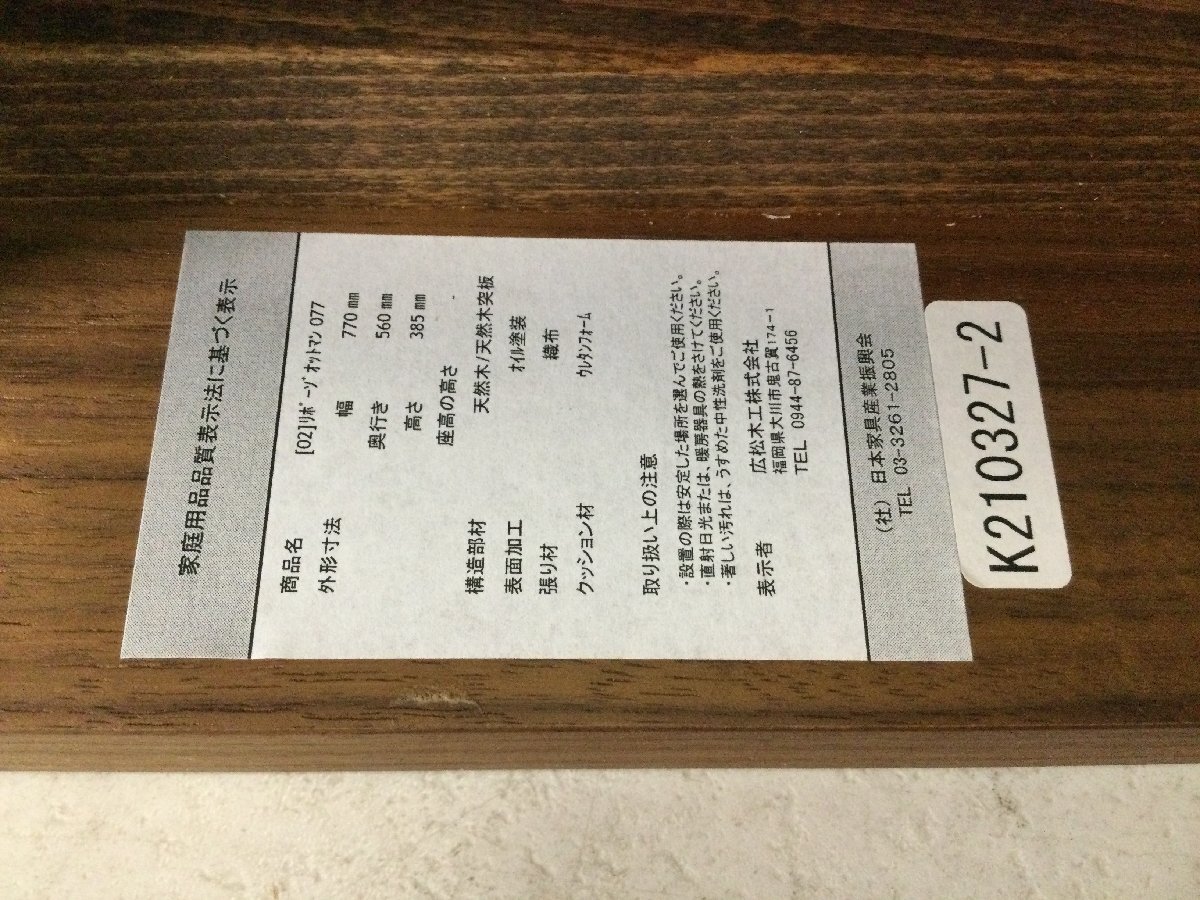 家庭用品品質表示法に基づく表示
商品名 [02]ﾘﾎﾟｰｿﾞｵｯﾄﾏﾝ 077
外形寸法 幅 770 mm
奥行き 560 mm
高さ 385 mm
座高の高さ
構造部材 天然木/天然木突板
表面加工 ｵｲﾙ塗装
張り材 織布
クッション材 ｳﾚﾀﾝﾌｫｰﾑ
取り扱い上の注意
・設置の際は安定した場所を選んでご使用ください。
・直射日光または、暖房器具の熱をさけてください。
・著しい汚れは、うすめた中性洗剤をご使用ください。
表示者 広松木工株式会社
福岡県大川市鬼古賀174-1
TEL 0944-87-6456
（社）日本家具産業振興会
TEL 03-3261-2805
K210327-2